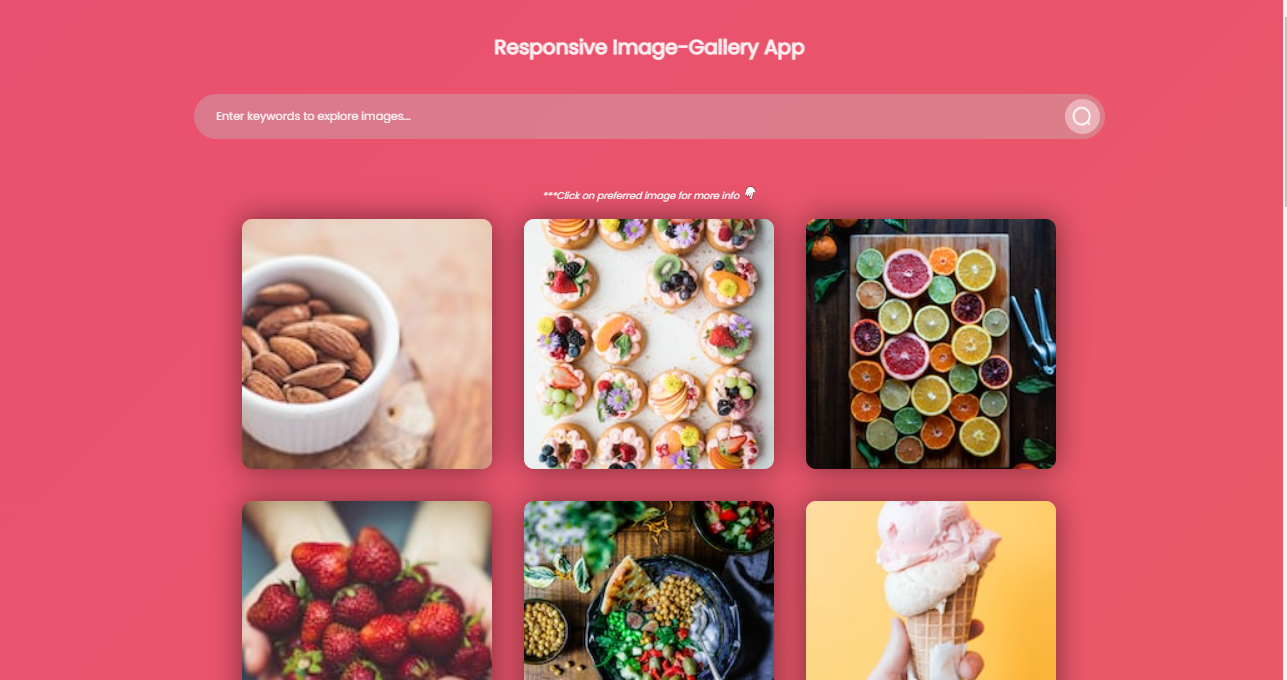 Responsive Image-Gallery App
Enter keywords to explore images...
***Click on preferred image for more info 👇